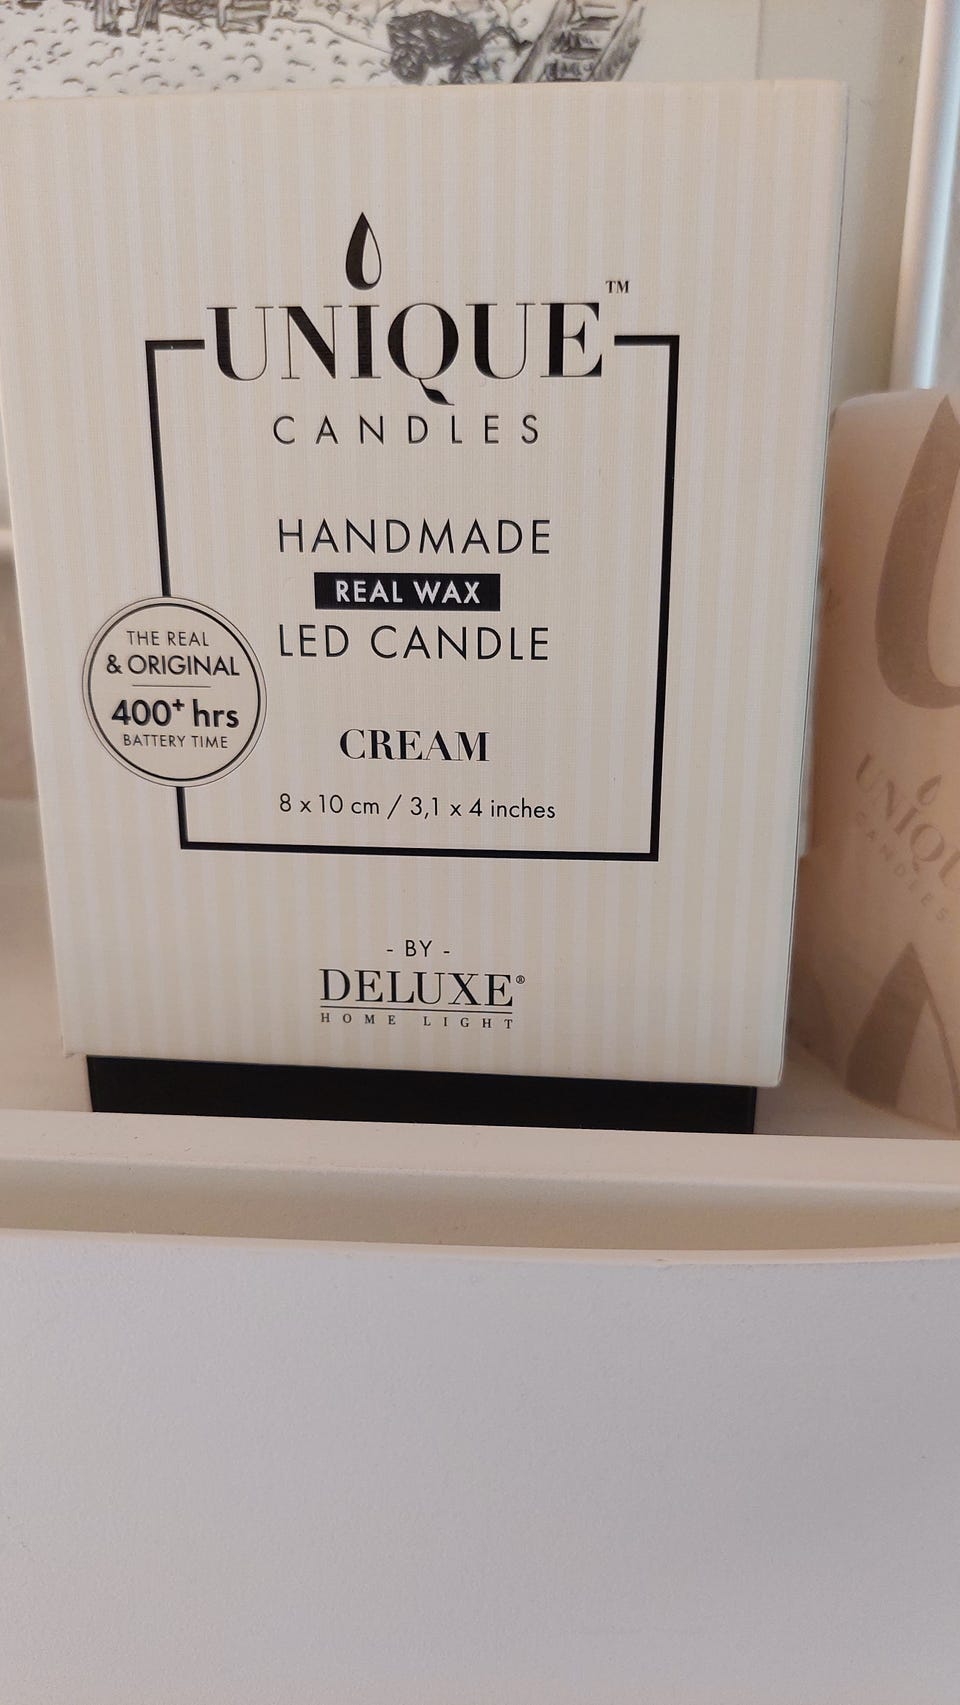 UNIQUE™
CANDLES
HANDMADE
REAL WAX
LED CANDLE
THE REAL
& ORIGINAL
400+ hrs
BATTERY TIME
CREAM
8 x 10 cm / 3,1 x 4 inches
- BY -
DELUXE®
HOME LIGHT